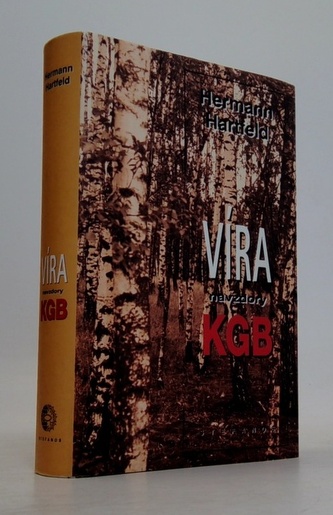 Hermann
Hartfeld
VÍRA
navzdory
KGB
Hermann
Hartfeld
VÍRA
navzdory
KGB